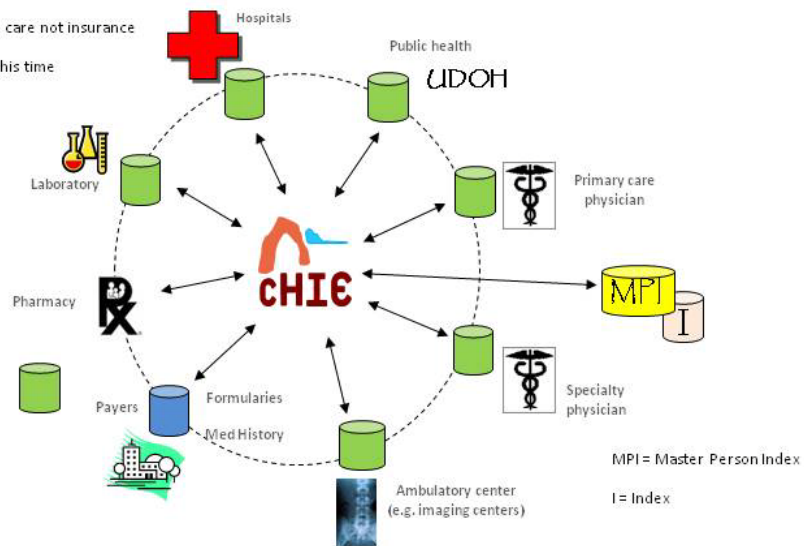 care not insurance
his time
Hospitals
Public health
UDOH
Laboratory
Primary care
physician
cHIE
MPI
I
Pharmacy
Rx
Payers
Formularies
Med History
Specialty
physician
Ambulatory center
(e.g. imaging centers)
MPI = Master Person Index
I = Index